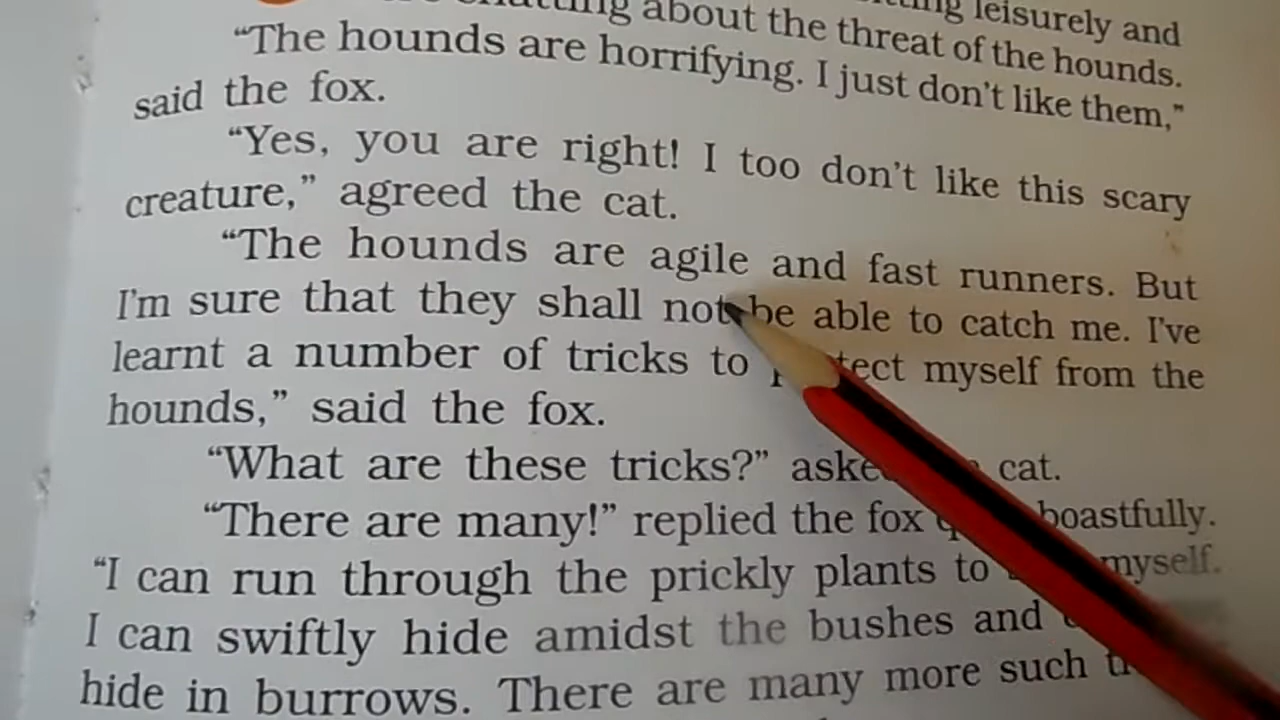 leisurely and
about the threat of the hounds.
“The hounds are horrifying. I just don't like them,”
said the fox.
“Yes, you are right! I too don't like this scary
creature,” agreed the cat.
“The hounds are agile and fast runners. But
I'm sure that they shall not be able to catch me. I've
learnt a number of tricks to myself from the
hounds,” said the fox.
“What are these tricks?” cat.
“There are many!” replied the fox boastfully.
“I can run through the prickly plants to myself.
I can swiftly hide amidst the bushes and
hide in burrows. There are many more such